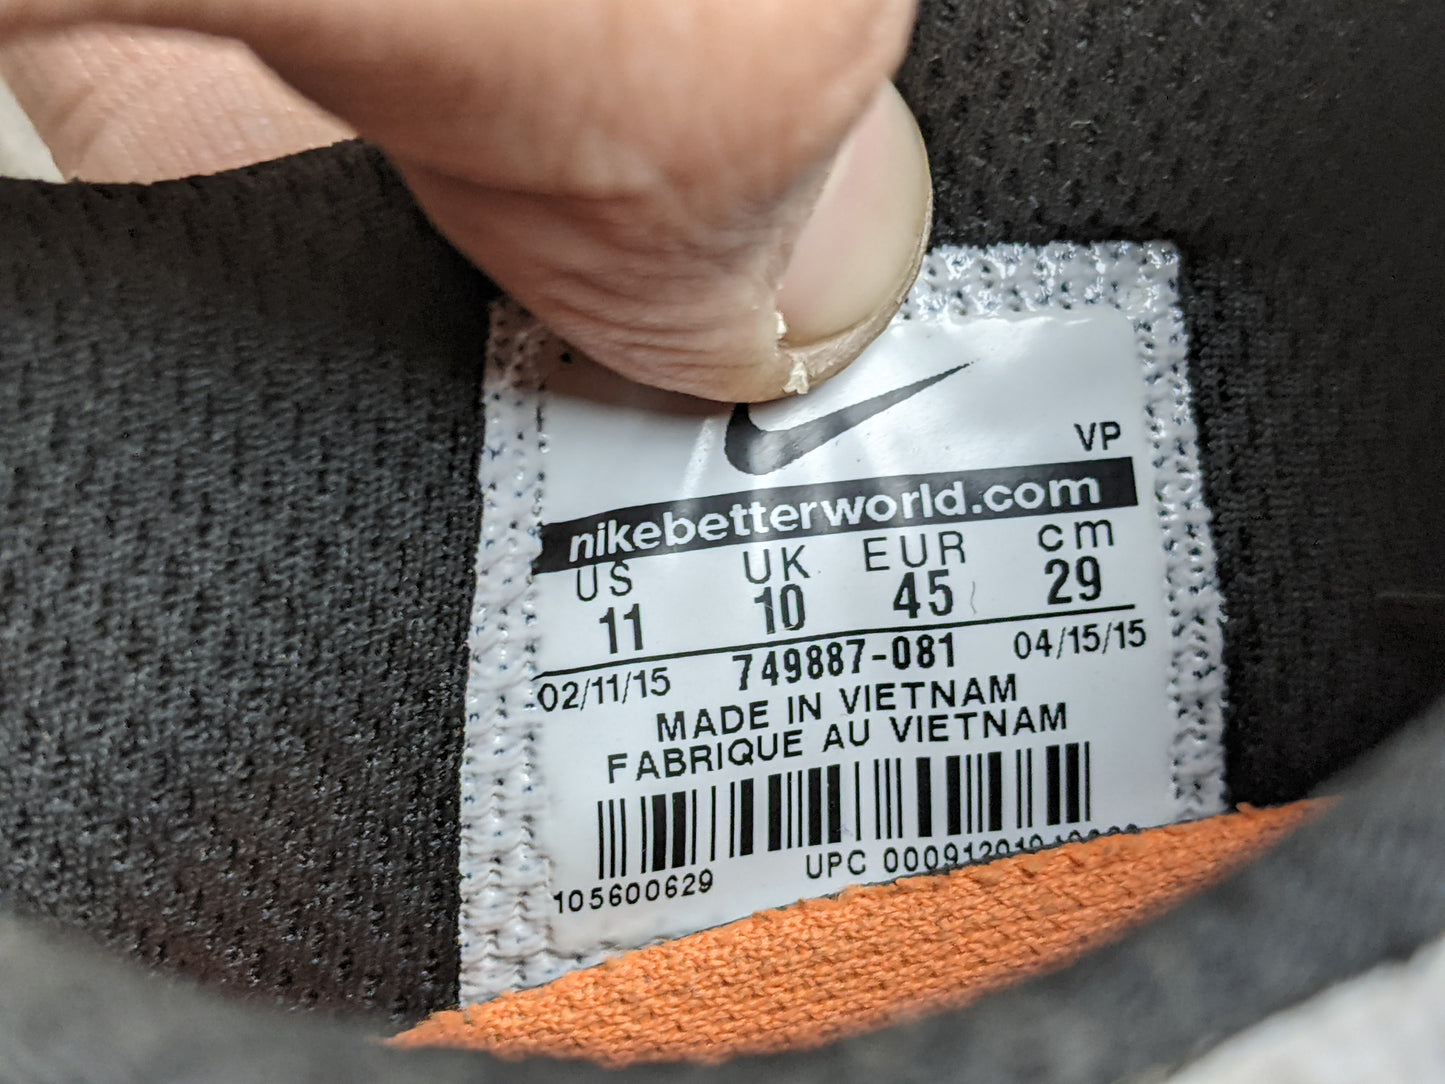 VP
nikebetterworld.com
US UK EUR cm
11 10 45 29
02/11/15 749887-081 04/15/15
MADE IN VIETNAM
FABRIQUE AU VIETNAM
105600629 UPC